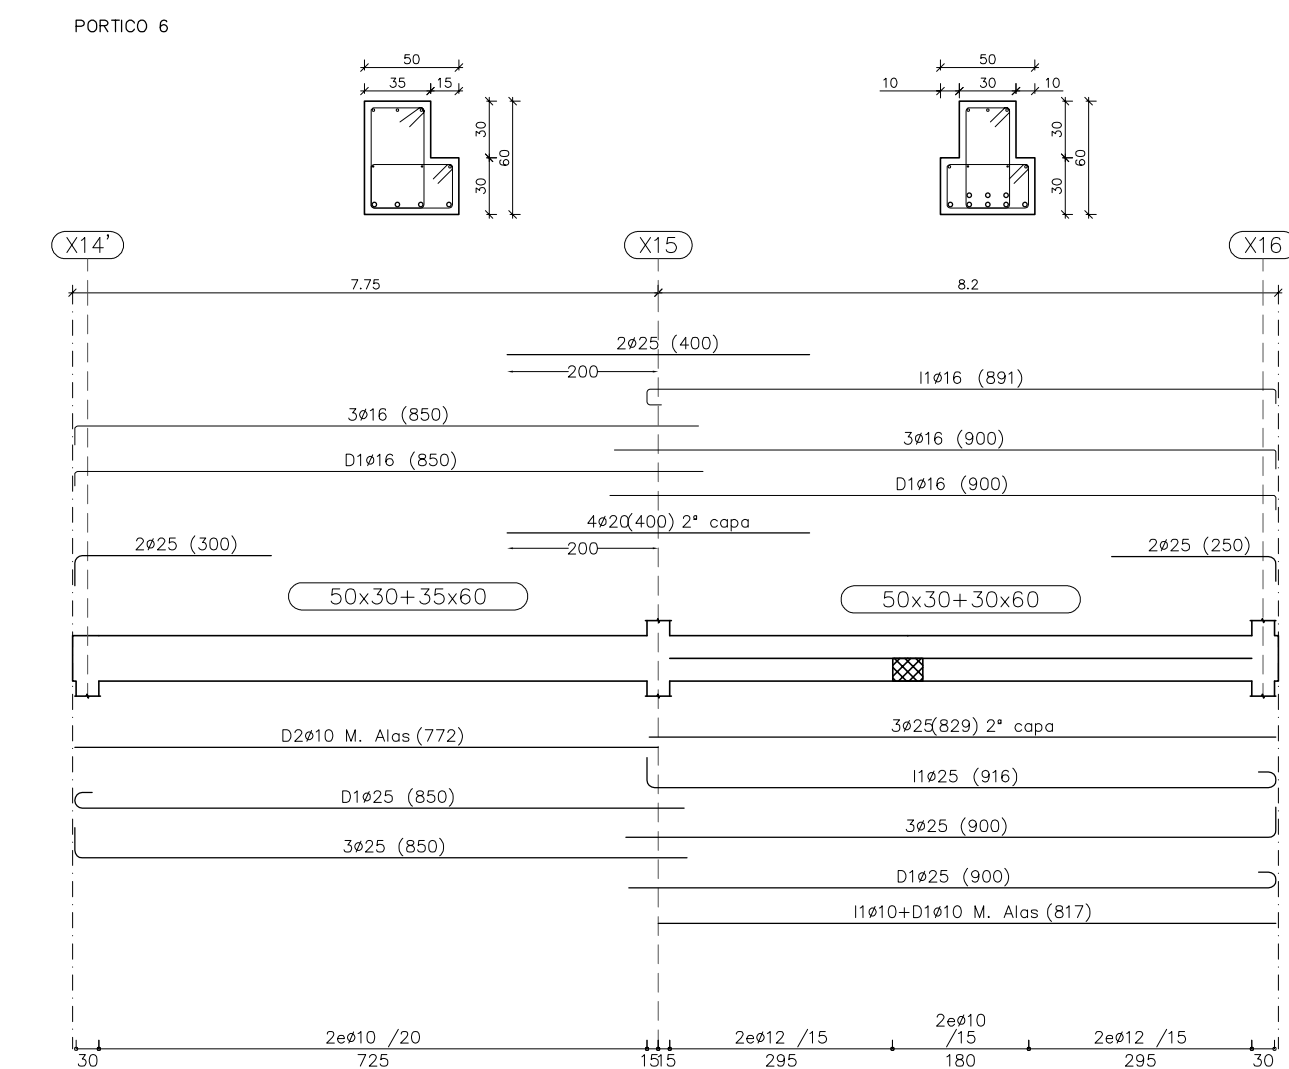 PORTICO 6
50
35 15
30
60
30
50
10 30 10
30
60
30
X14' X15 X16
7.75 8.2
2ø25 (400)
200
I1ø16 (891)
3ø16 (850)
3ø16 (900)
D1ø16 (850)
D1ø16 (900)
4ø20(400) 2ª capa
2ø25 (300)
200
2ø25 (250)
50x30+35x60
50x30+30x60
3ø25(829) 2ª capa
D2ø10 M. Alas (772)
I1ø25 (916)
D1ø25 (850)
3ø25 (900)
3ø25 (850)
D1ø25 (900)
I1ø10+D1ø10 M. Alas (817)
2eø10 /20
2eø12 /15
2eø10
/15
2eø12 /15
30 725 15 15 295 180 295 30